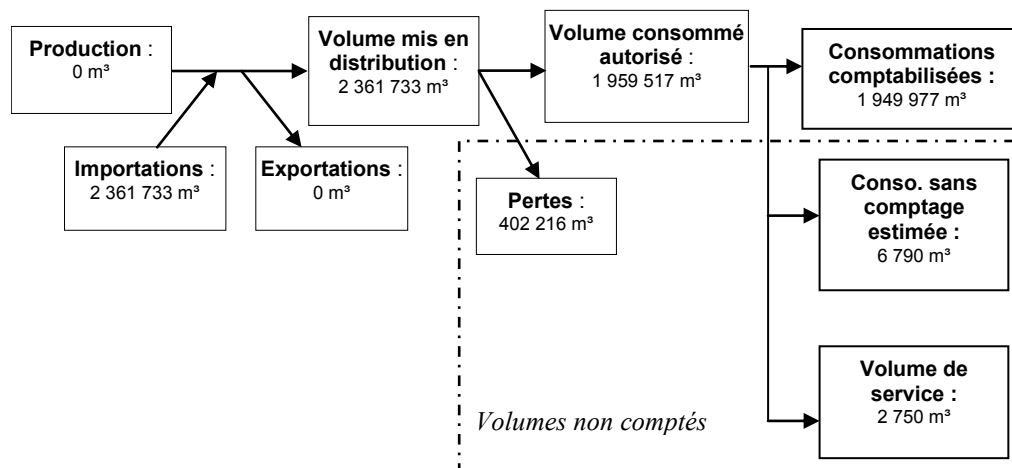 Production :
0 m³
Volume mis en
distribution :
2 361 733 m³
Volume consommé
autorisé :
1 959 517 m³
Consommations
comptabilisées :
1 949 977 m³
Importations :
2 361 733 m³
Exportations :
0 m³
Pertes :
402 216 m³
Conso. sans
comptage
estimée :
6 790 m³
Volume de
service :
2 750 m³
Volumes non comptés